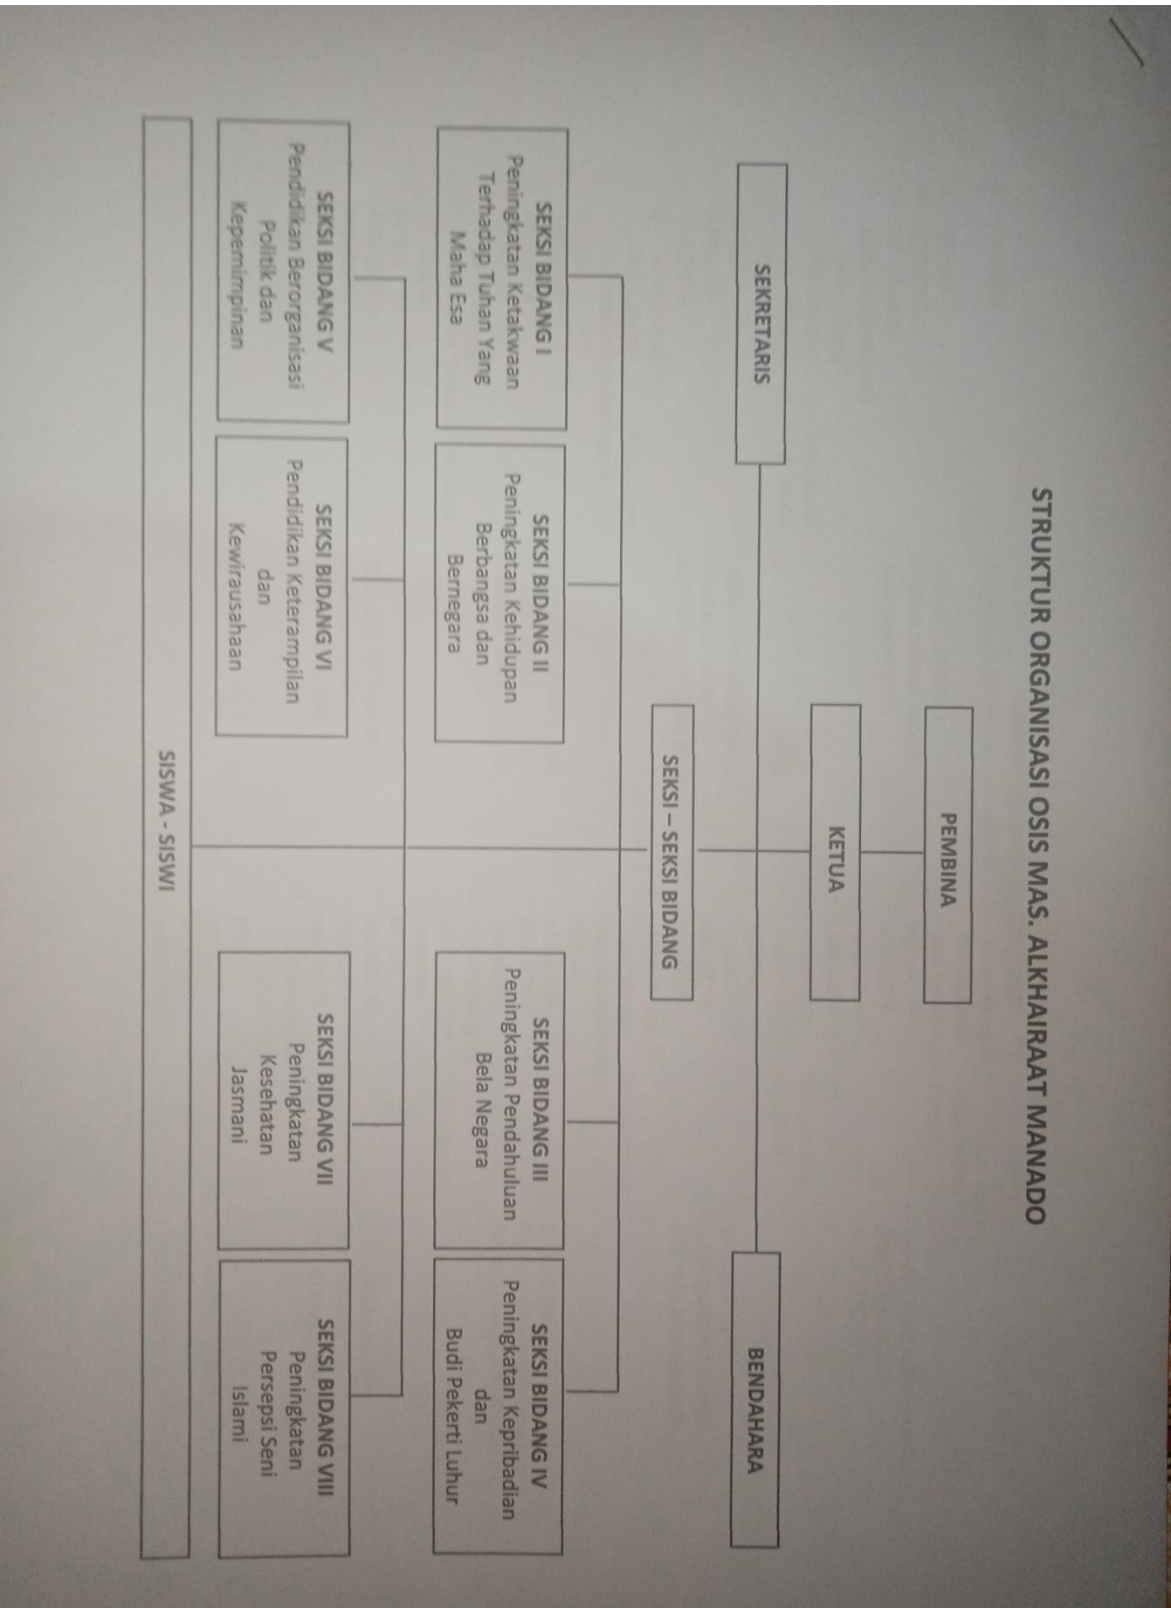 STRUKTUR ORGANISASI OSIS MAS. ALKHAIRAAT MANADO
PEMBINA
KETUA
SEKRETARIS
BENDAHARA
SEKSI – SEKSI BIDANG
SEKSI BIDANG I
Peningkatan Ketakwaan
Terhadap Tuhan Yang
Maha Esa
SEKSI BIDANG II
Peningkatan Kehidupan
Berbangsa dan
Bernegara
SEKSI BIDANG III
Peningkatan Pendahuluan
Bela Negara
SEKSI BIDANG IV
Peningkatan Kepribadian
dan
Budi Pekerti Luhur
SEKSI BIDANG V
Pendidikan Berorganisasi
Politik dan
Kepemimpinan
SEKSI BIDANG VI
Pendidikan Keterampilan
dan
Kewirausahaan
SEKSI BIDANG VII
Peningkatan
Kesehatan
Jasmani
SEKSI BIDANG VIII
Peningkatan
Persepsi Seni
Islami
SISWA - SISWI